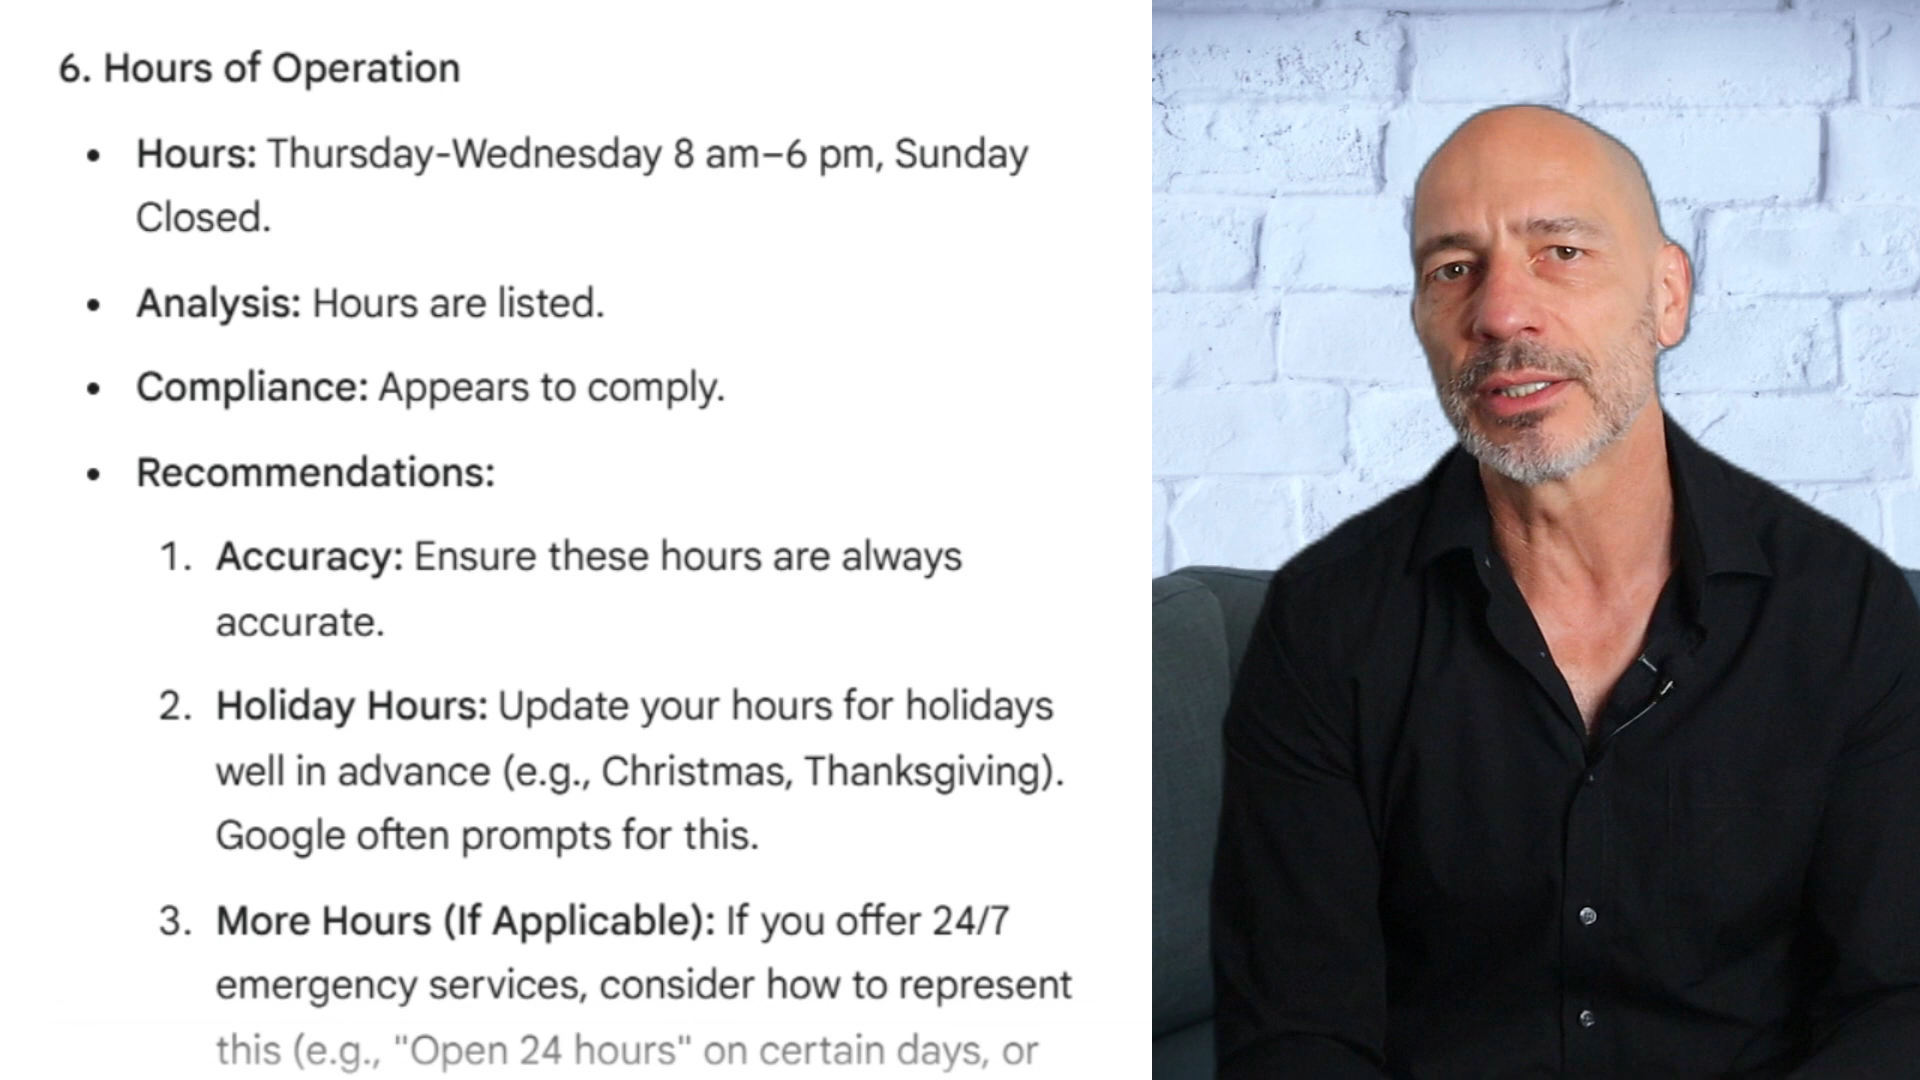 6. Hours of Operation
• Hours: Thursday-Wednesday 8 am–6 pm, Sunday
Closed.
• Analysis: Hours are listed.
• Compliance: Appears to comply.
• Recommendations:
1. Accuracy: Ensure these hours are always
accurate.
2. Holiday Hours: Update your hours for holidays
well in advance (e.g., Christmas, Thanksgiving).
Google often prompts for this.
3. More Hours (If Applicable): If you offer 24/7
emergency services, consider how to represent
this (e.g., "Open 24 hours" on certain days, or